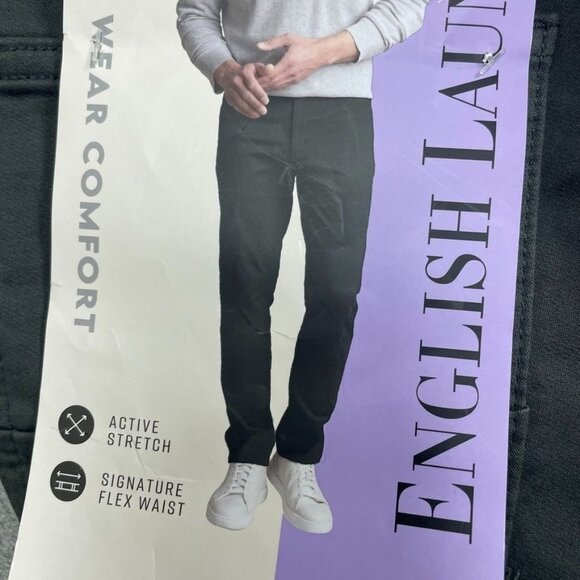 WEAR COMFORT
ACTIVE
STRETCH
SIGNATURE
FLEX WAIST
ENGLISH LAUN